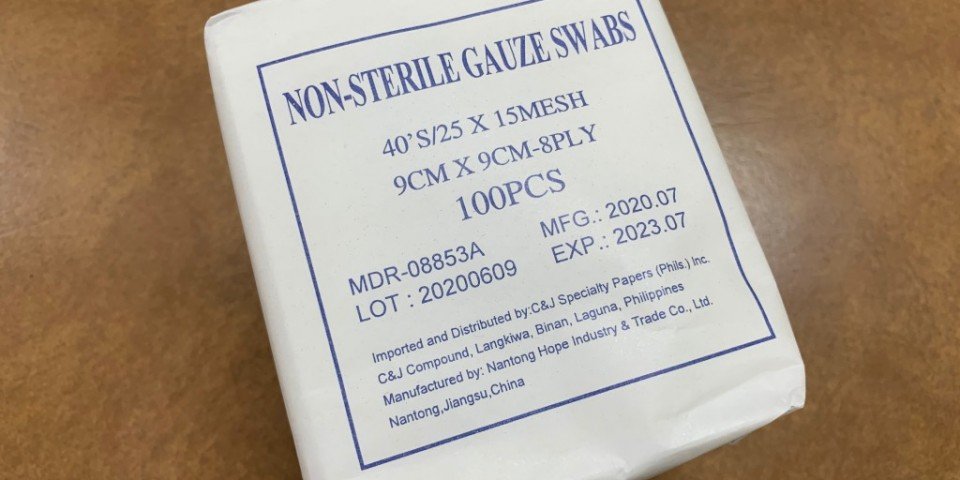 NON-STERILE GAUZE SWABS
40'S/25 X 15MESH
9CM X 9CM-8PLY
100PCS
MDR-08853A MFG.: 2020.07
LOT : 20200609 EXP.: 2023.07
Imported and Distributed by:C&J Specialty Papers (Phils.) Inc.
C&J Compound, Langkiwa, Binan, Laguna, Philippines
Manufactured by: Nantong Hope Industry & Trade Co., Ltd.
Nantong,Jiangsu,China